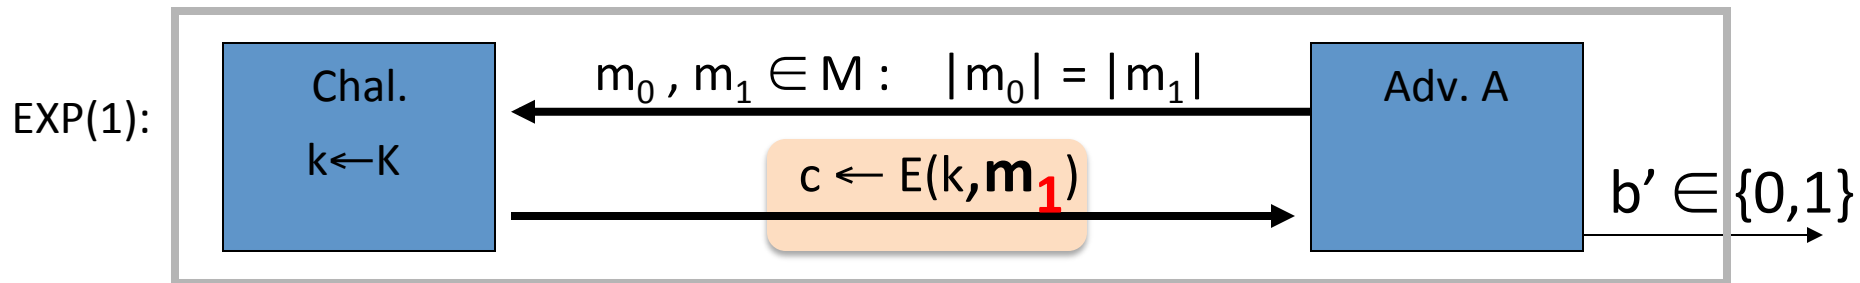 EXP(1):
Chal.
k←K
m₀ , m₁ ∈ M :   |m₀| = |m₁|
c ← E(k,m₁)
Adv. A
b’ ∈ {0,1}